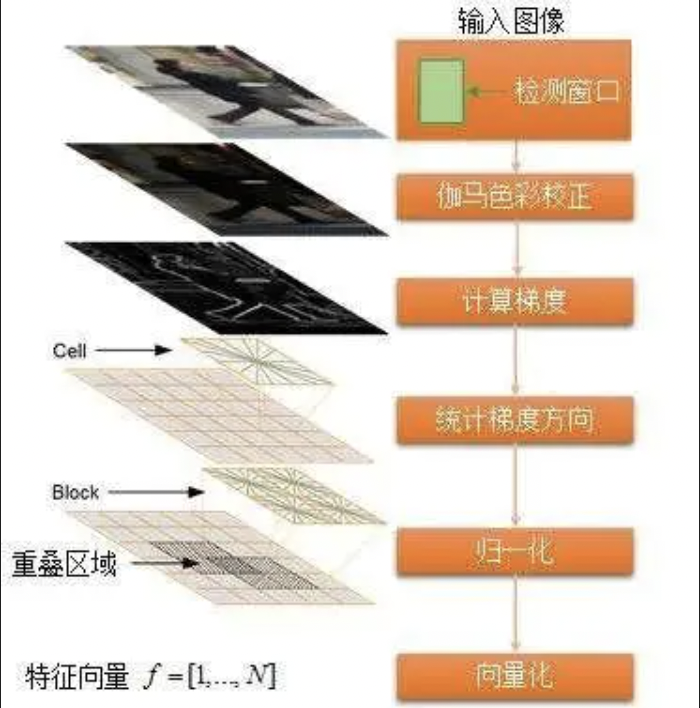 输入图像
检测窗口
伽马色彩校正
计算梯度
Cell
统计梯度方向
Block
归一化
重叠区域
特征向量 f = [1,..., N]
向量化